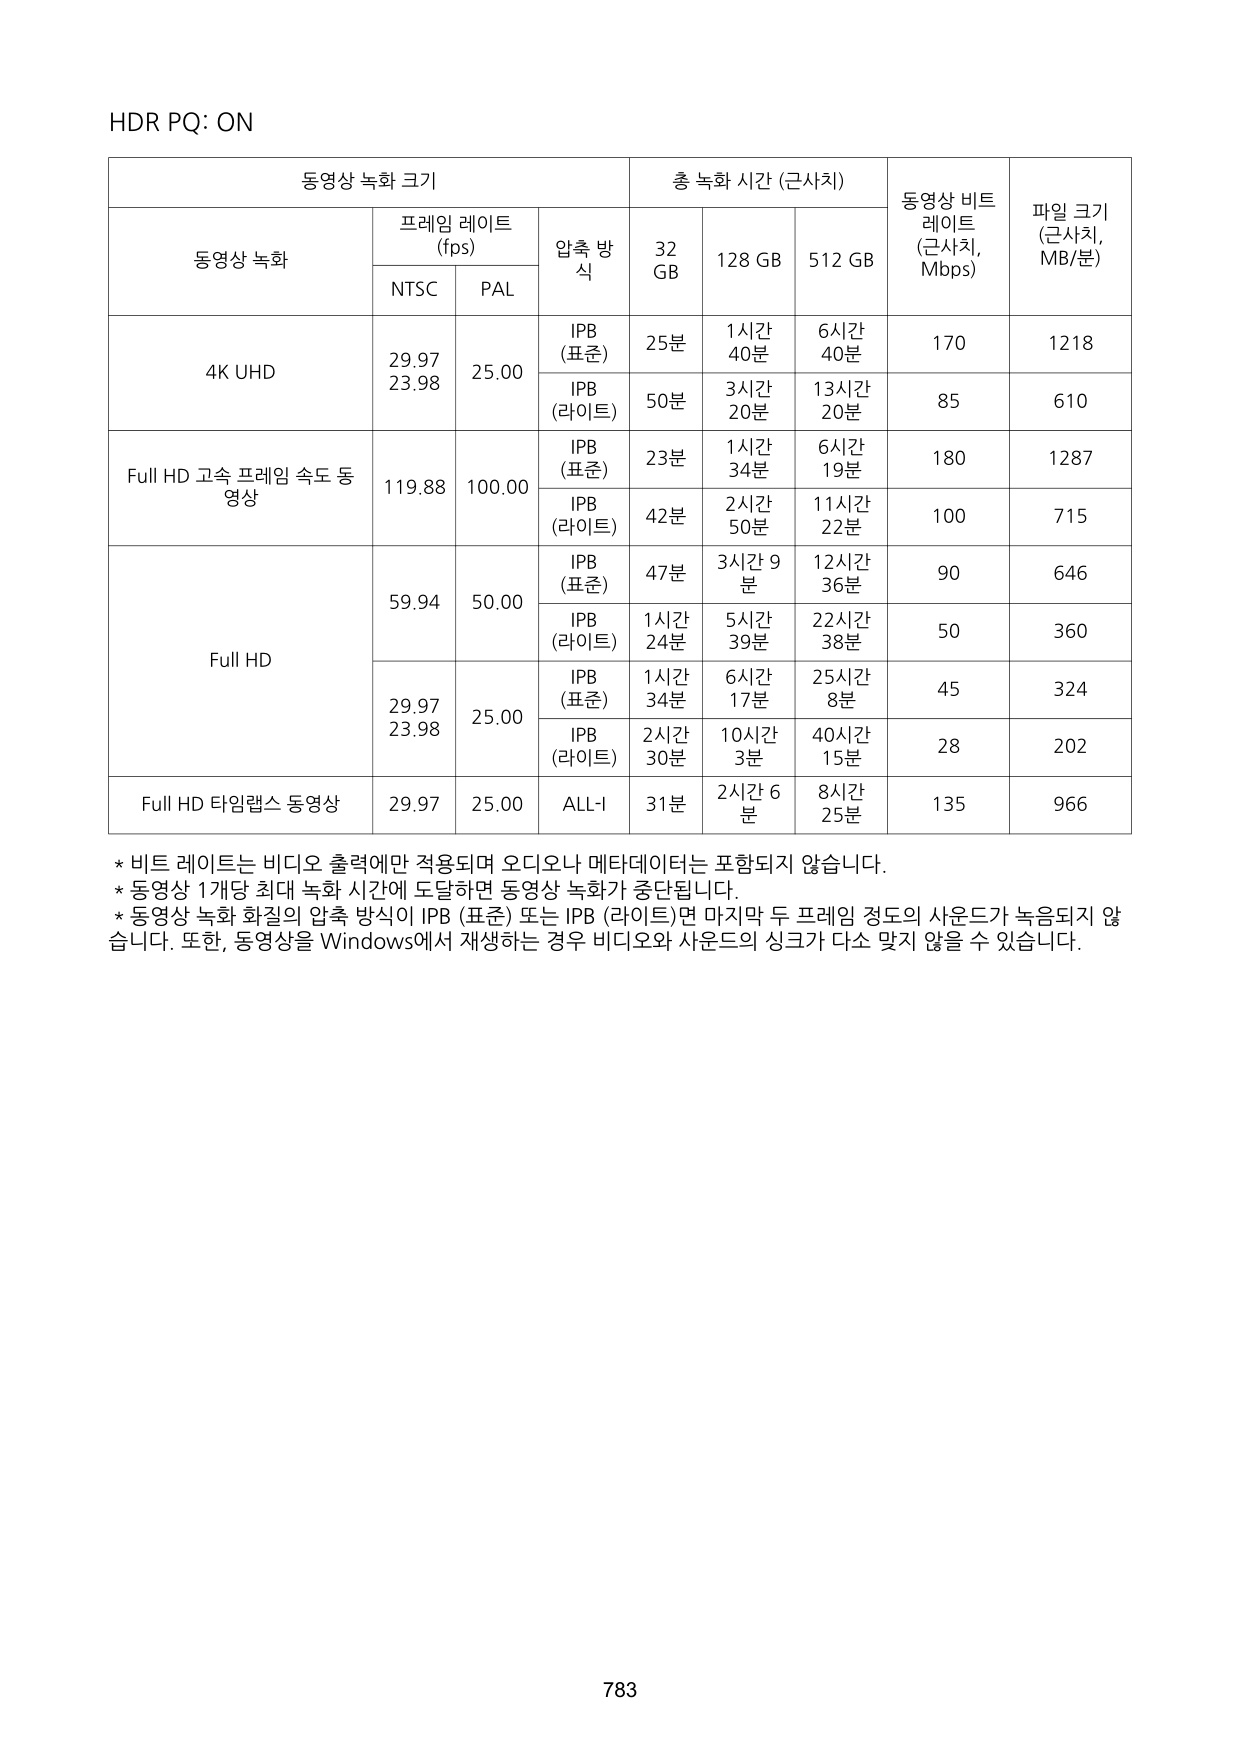 HDR PQ: ON
동영상 녹화 크기
총 녹화 시간 (근사치)
동영상 비트
레이트
(근사치,
Mbps)
파일 크기
(근사치,
MB/분)
동영상 녹화
프레임 레이트
(fps)
압축 방
식
32
GB
128 GB
512 GB
NTSC
PAL
4K UHD
29.97
23.98
25.00
IPB
(표준)
25분
1시간
40분
6시간
40분
170
1218
IPB
(라이트)
50분
3시간
20분
13시간
20분
85
610
Full HD 고속 프레임 속도 동
영상
119.88
100.00
IPB
(표준)
23분
1시간
34분
6시간
19분
180
1287
IPB
(라이트)
42분
2시간
50분
11시간
22분
100
715
Full HD
59.94
50.00
IPB
(표준)
47분
3시간 9
분
12시간
36분
90
646
IPB
(라이트)
1시간
24분
5시간
39분
22시간
38분
50
360
29.97
23.98
25.00
IPB
(표준)
1시간
34분
6시간
17분
25시간
8분
45
324
IPB
(라이트)
2시간
30분
10시간
3분
40시간
15분
28
202
Full HD 타임랩스 동영상
29.97
25.00
ALL-I
31분
2시간 6
분
8시간
25분
135
966
* 비트 레이트는 비디오 출력에만 적용되며 오디오나 메타데이터는 포함되지 않습니다.
* 동영상 1개당 최대 녹화 시간에 도달하면 동영상 녹화가 중단됩니다.
* 동영상 녹화 화질의 압축 방식이 IPB (표준) 또는 IPB (라이트)면 마지막 두 프레임 정도의 사운드가 녹음되지 않
습니다. 또한, 동영상을 Windows에서 재생하는 경우 비디오와 사운드의 싱크가 다소 맞지 않을 수 있습니다.
783